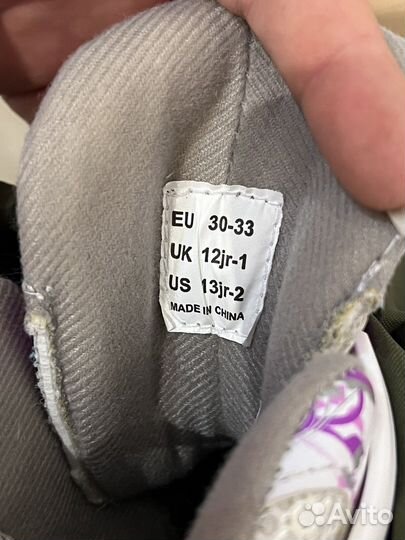 EU 30-33
UK 12jr-1
US 13jr-2
MADE IN CHINA
Avito